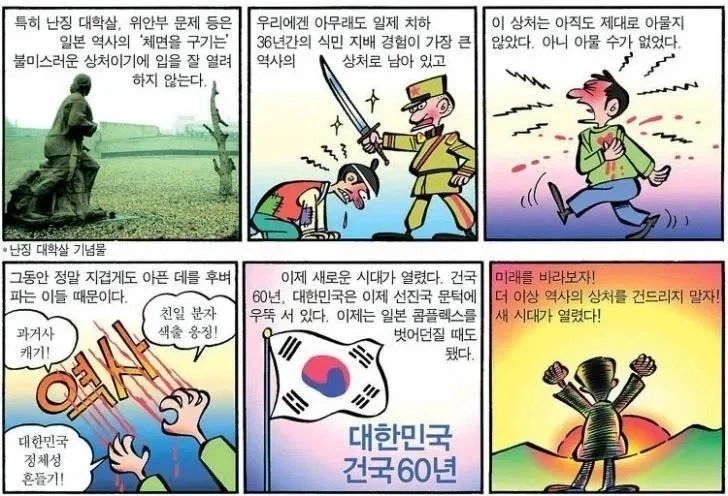 특히 난징 대학살, 위안부 문제 등은
일본 역사의 '체면을 구기는'
불미스러운 상처이기에 입을 잘 열려
하지 않는다.
*난징 대학살 기념물
우리에겐 아무래도 일제 치하
36년간의 식민 지배 경험이 가장 큰
역사의 상처로 남아 있고
이 상처는 아직도 제대로 아물지
않았다. 아니 아물 수가 없었다.
그동안 정말 지겹게도 아픈 데를 후벼
파는 이들 때문이다.
과거사
캐기!
친일 분자
색출 응징!
역사
대한민국
정체성
흔들기!
이제 새로운 시대가 열렸다. 건국
60년, 대한민국은 이제 선진국 문턱에
우뚝 서 있다. 이제는 일본 콤플렉스를
벗어던질 때도
됐다.
대한민국
건국 60년
미래를 바라보자!
더 이상 역사의 상처를 건드리지 말자!
새 시대가 열렸다!